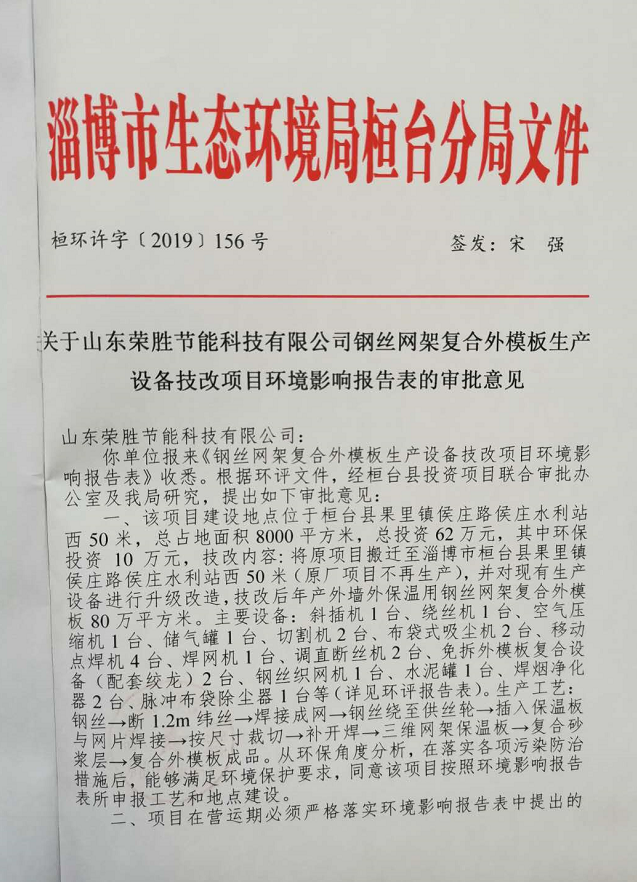 淄博市生态环境局桓台分局文件
桓环许字〔2019〕156号
签发：宋 强
关于山东荣胜节能科技有限公司钢丝网架复合外模板生产
设备技改项目环境影响报告表的审批意见
山东荣胜节能科技有限公司：
你单位报来《钢丝网架复合外模板生产设备技改项目环境影
响报告表》收悉。根据环评文件，经桓台县投资项目联合审批办
公室及我局研究，提出如下审批意见：
一、该项目建设地点位于桓台县果里镇侯庄路侯庄水利站
西 50 米，总占地面积 8000 平方米，总投资 62 万元，其中环保
投资 10 万元，技改内容：将原项目搬迁至淄博市桓台县果里镇
侯庄路侯庄水利站西 50 米（原厂项目不再生产），并对现有生产
设备进行升级改造，技改后年产外墙外保温用钢丝网架复合外模
板 80 万平方米。主要设备：斜插机 1 台、绕丝机 1 台、空气压
缩机 1 台、储气罐 1 台、切割机 2 台、布袋式吸尘机 2 台、移动
点焊机 4 台、焊网机 1 台、调直断丝机 2 台、免拆外模板复合设
备（配套绞龙）2 台、钢丝织网机 1 台、水泥罐 1 台、焊烟净化
器 2 台、脉冲布袋除尘器 1 台等（详见环评报告表）。生产工艺：
钢丝→断 1.2m 纬丝→焊接成网→钢丝绕至供丝轮→插入保温板
与网片焊接→按尺寸裁切→补开焊→三维网架保温板→复合砂
浆层→复合外模板成品。从环保角度分析，在落实各项污染防治
措施后，能够满足环境保护要求，同意该项目按照环境影响报告
表所申报工艺和地点建设。
二、项目在营运期必须严格落实环境影响报告表中提出的